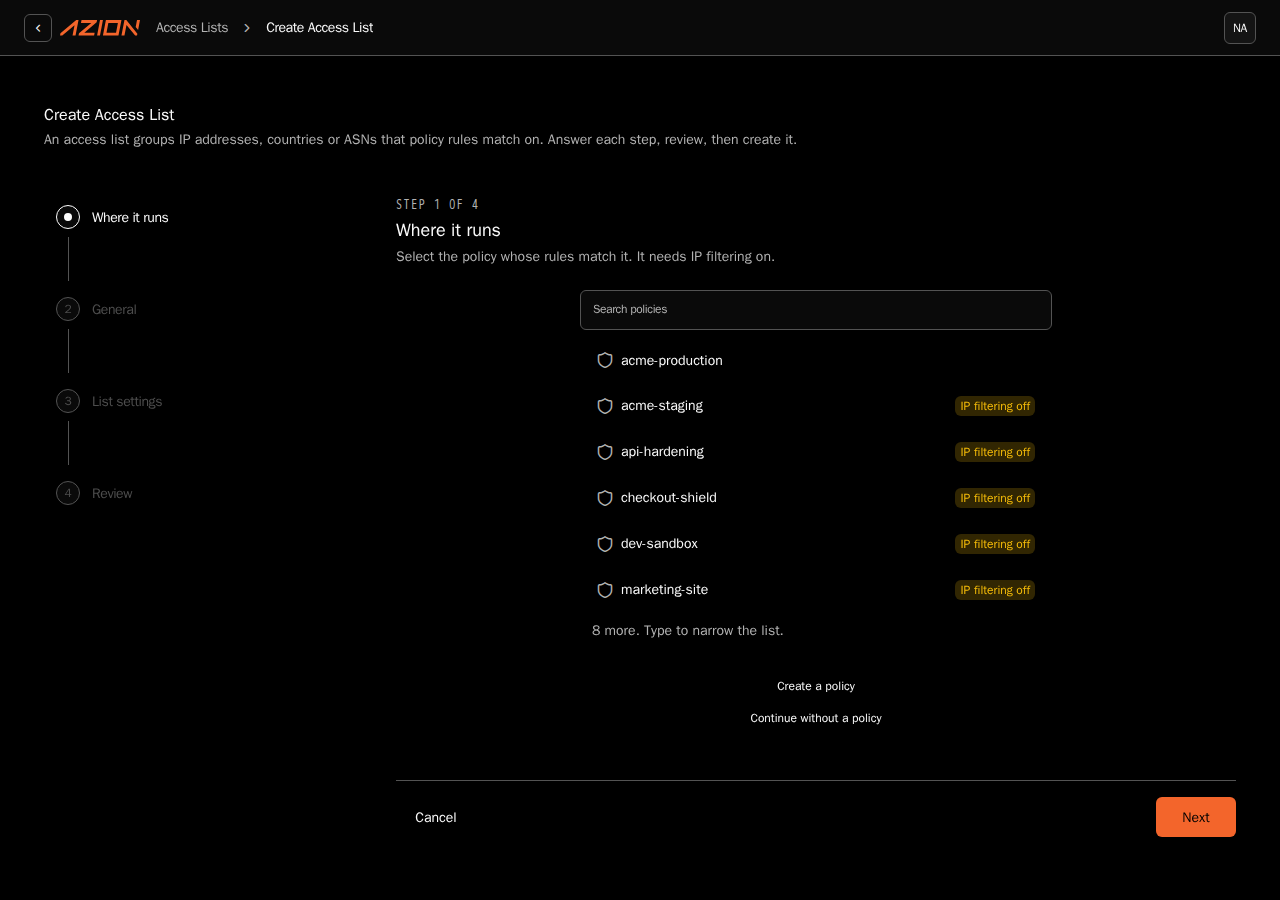 AZION Access Lists Create Access List NA
Create Access List
An access list groups IP addresses, countries or ASNs that policy rules match on. Answer each step, review, then create it.
Where it runs
2 General
3 List settings
4 Review
STEP 1 OF 4
Where it runs
Select the policy whose rules match it. It needs IP filtering on.
Search policies
acme-production
acme-staging IP filtering off
api-hardening IP filtering off
checkout-shield IP filtering off
dev-sandbox IP filtering off
marketing-site IP filtering off
8 more. Type to narrow the list.
Create a policy
Continue without a policy
Cancel Next